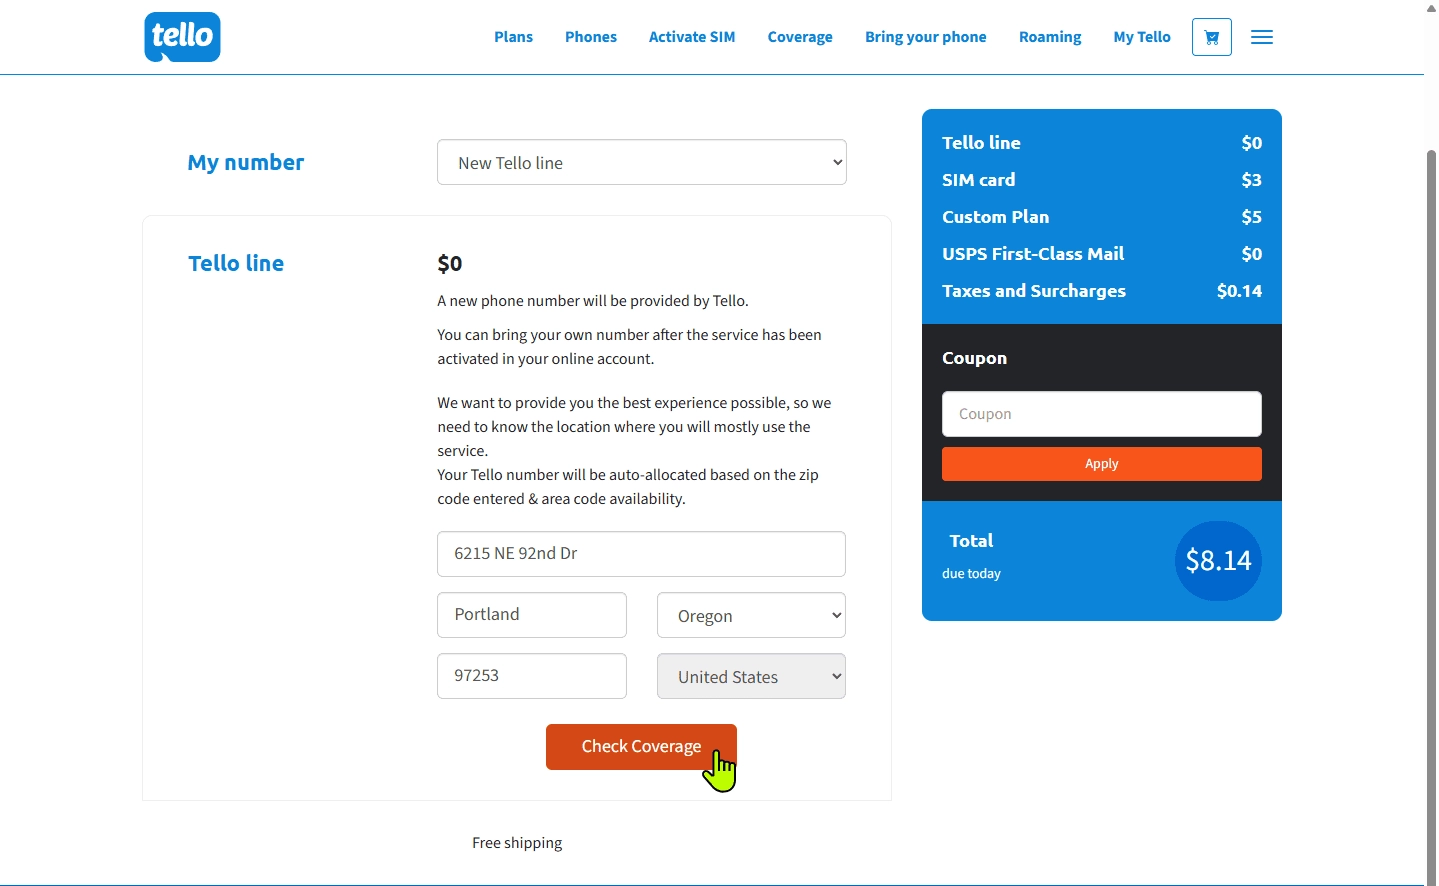 tello
Plans Phones Activate SIM Coverage Bring your phone Roaming My Tello
My number
New Tello line
Tello line
$0
A new phone number will be provided by Tello.
You can bring your own number after the service has been
activated in your online account.
We want to provide you the best experience possible, so we
need to know the location where you will mostly use the
service.
Your Tello number will be auto-allocated based on the zip
code entered & area code availability.
6215 NE 92nd Dr
Portland Oregon
97253 United States
Check Coverage
Free shipping
Tello line $0
SIM card $3
Custom Plan $5
USPS First-Class Mail $0
Taxes and Surcharges $0.14
Coupon
Coupon
Apply
Total
due today
$8.14